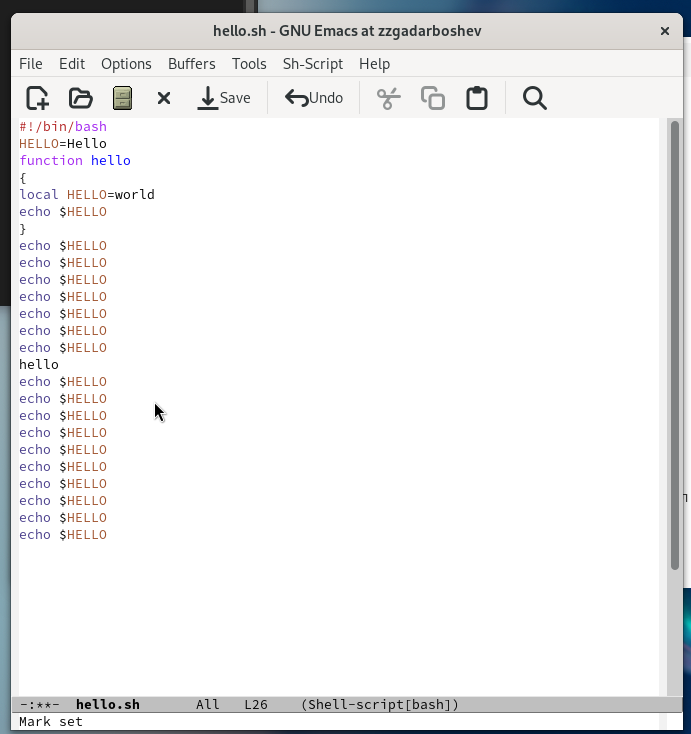 hello.sh - GNU Emacs at zzgadarboshev ×
File Edit Options Buffers Tools Sh-Script Help
Save Undo
#!/bin/bash
HELLO=Hello
function hello
{
local HELLO=world
echo $HELLO
}
echo $HELLO
echo $HELLO
echo $HELLO
echo $HELLO
echo $HELLO
echo $HELLO
echo $HELLO
hello
echo $HELLO
echo $HELLO
echo $HELLO
echo $HELLO
echo $HELLO
echo $HELLO
echo $HELLO
echo $HELLO
echo $HELLO
echo $HELLO
-:**- hello.sh All L26 (Shell-script[bash])
Mark set